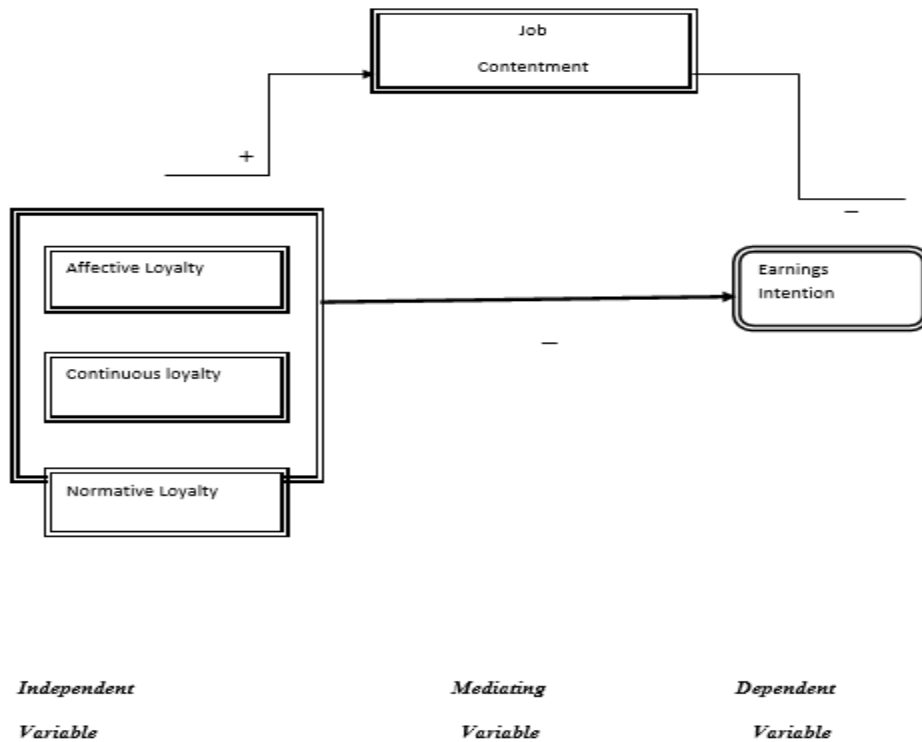 Job
Contentment
+
−
Affective Loyalty
Earnings
Intention
−
Continuous loyalty
Normative Loyalty
Independent
Variable
Mediating
Variable
Dependent
Variable